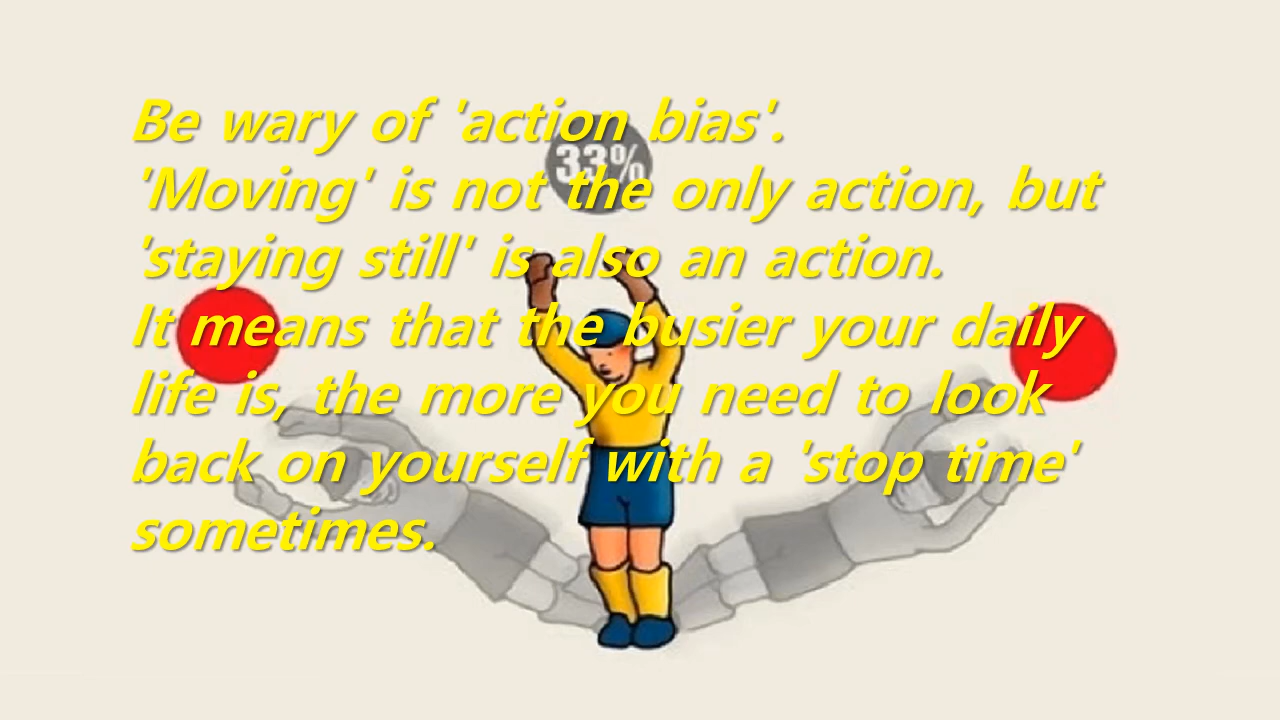 Be wary of 'action bias'.
33%
'Moving' is not the only action, but
'staying still' is also an action.
It means that the busier your daily
life is, the more you need to look
back on yourself with a 'stop time'
sometimes.